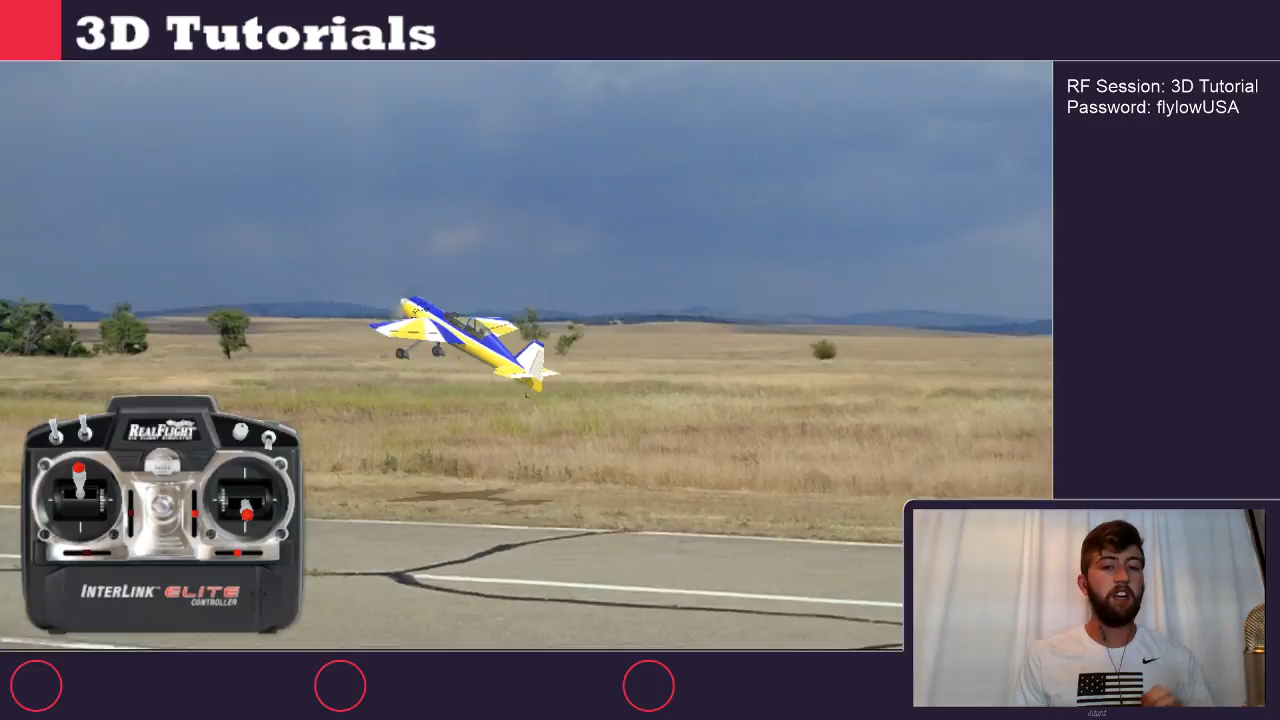 3D Tutorials
RF Session: 3D Tutorial
Password: flylowUSA
REALFLIGHT
INTERLINK ELITE
CONTROLLER